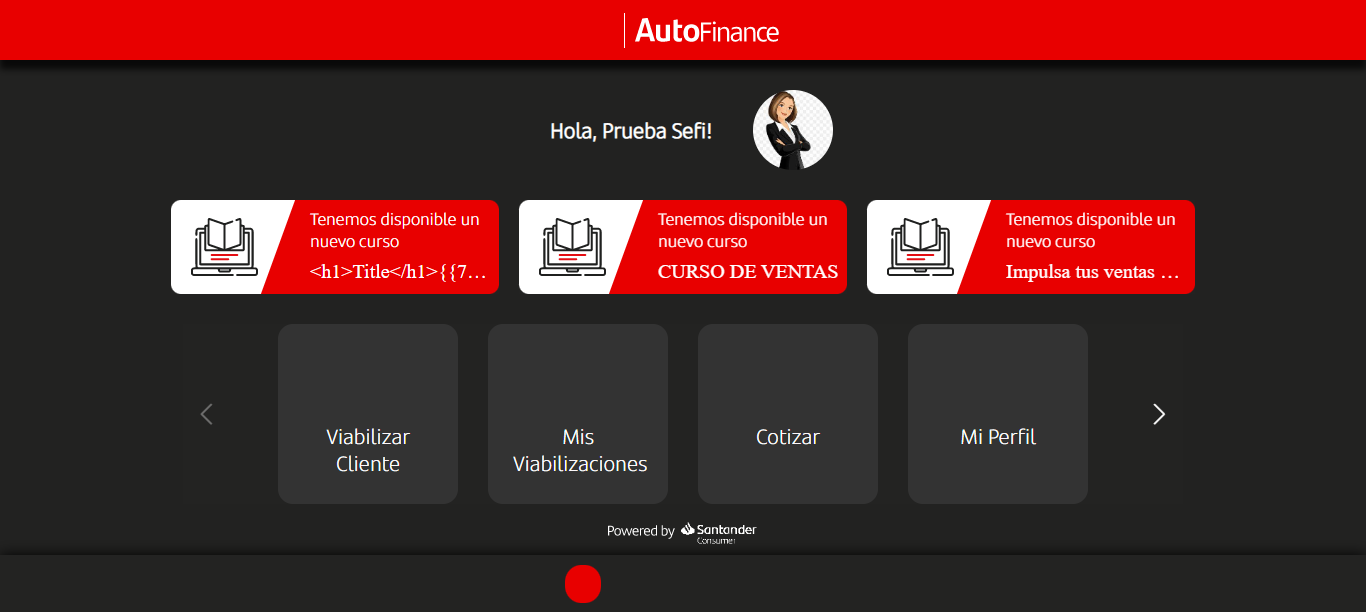 AutoFinance
Hola, Prueba Sefi!
Tenemos disponible un
nuevo curso
<h1>Title</h1>{{7…
Tenemos disponible un
nuevo curso
CURSO DE VENTAS
Tenemos disponible un
nuevo curso
Impulsa tus ventas …
Viabilizar
Cliente
Mis
Viabilizaciones
Cotizar
Mi Perfil
Powered by Santander
Consumer